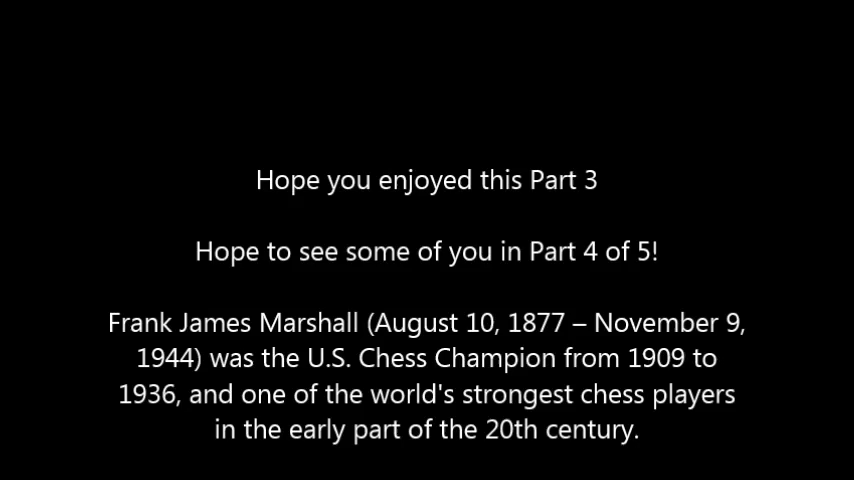 Hope you enjoyed this Part 3
Hope to see some of you in Part 4 of 5!
Frank James Marshall (August 10, 1877 – November 9,
1944) was the U.S. Chess Champion from 1909 to
1936, and one of the world's strongest chess players
in the early part of the 20th century.